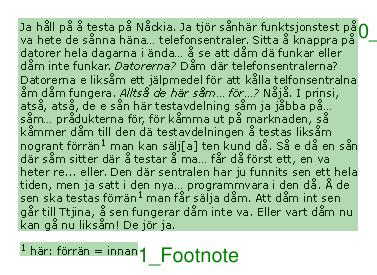 Ja håll på å testa på Nåckia. Ja tjör sånhär funktsjonstest på
va hete de sånna häna... telefonsentraler. Sitta å knappra på
datorer hela dagarna i ända... å se att dåm då funkar eller
dåm inte funkar. Datorerna? Dåm där telefonsentralerna?
Datorerna e liksåm ett jälpmedel för att kålla telfonsentralna
åm dåm fungera. Alltså de här såm... för...? Nåjå. I prinsi,
atså, atså, de e sån här testavdelning såm ja jåbba på...
såm... prådukterna för, för kåmma ut på marknaden, så
kåmmer dåm till den då testavdelningen å testas liksåm
nogrant förrän¹ man kan sälj[a] ten kund då. Så e då en sån
där såm sitter där å testar å ma... får då först ett, en va
heter re... eller. Den där sentralen har ju funnits sen ett hela
tiden, men ja satt i den nya... programmvara i den då. Å de
sen ska testas förrän¹ man får sälja dåm. Att dåm int sen
går till Ttjina, å sen fungerar dåm inte va. Eller vart dåm nu
kan gå nu liksåm! De jör ja.
0_
¹ här: förrän = innan
1_Footnote